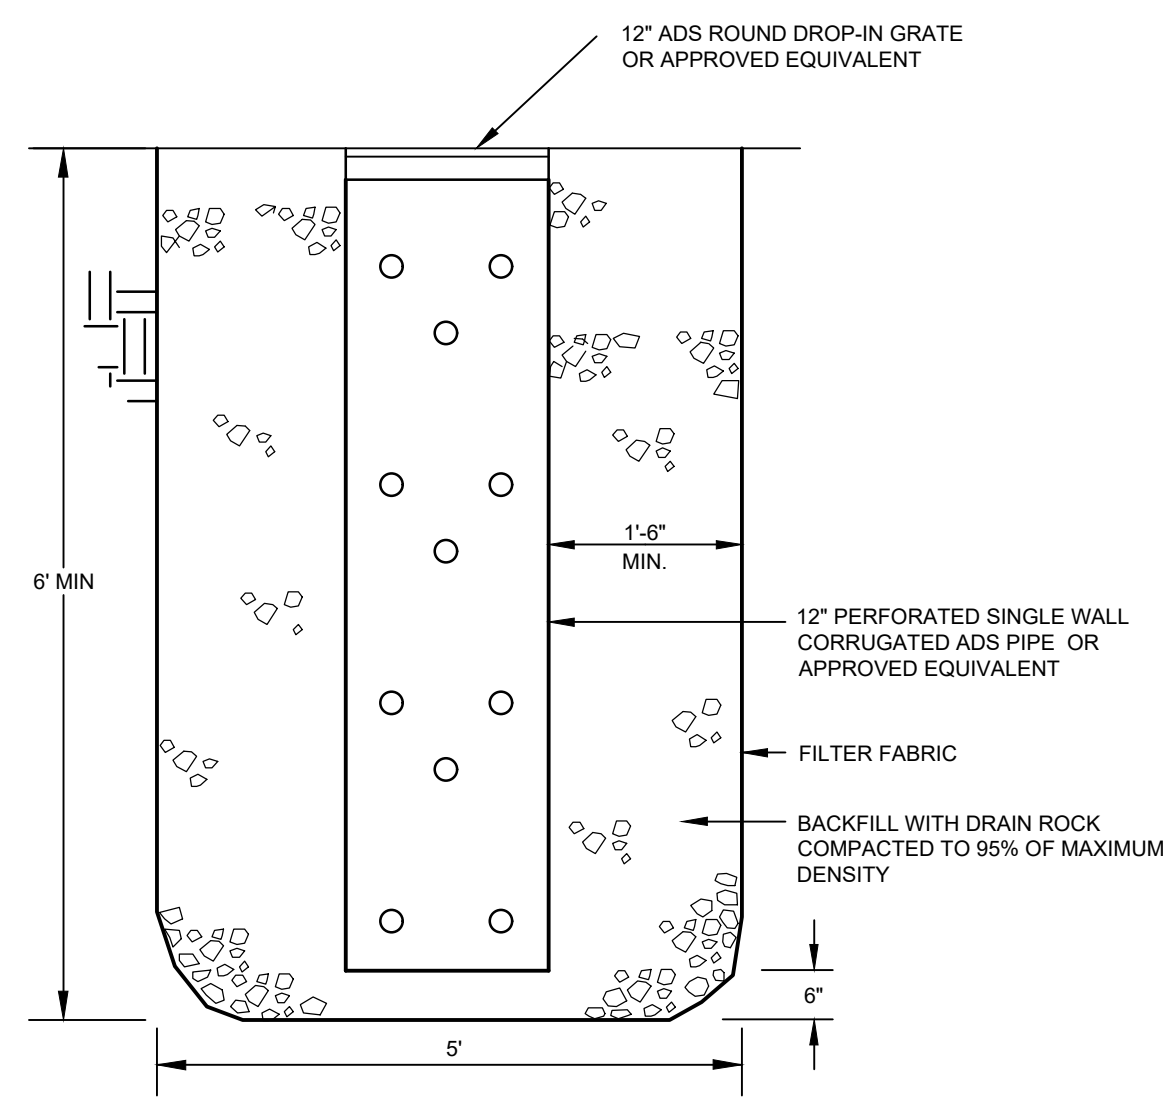 12" ADS ROUND DROP-IN GRATE
OR APPROVED EQUIVALENT
1'-6"
MIN.
6' MIN
12" PERFORATED SINGLE WALL
CORRUGATED ADS PIPE OR
APPROVED EQUIVALENT
FILTER FABRIC
BACKFILL WITH DRAIN ROCK
COMPACTED TO 95% OF MAXIMUM
DENSITY
6"
5'